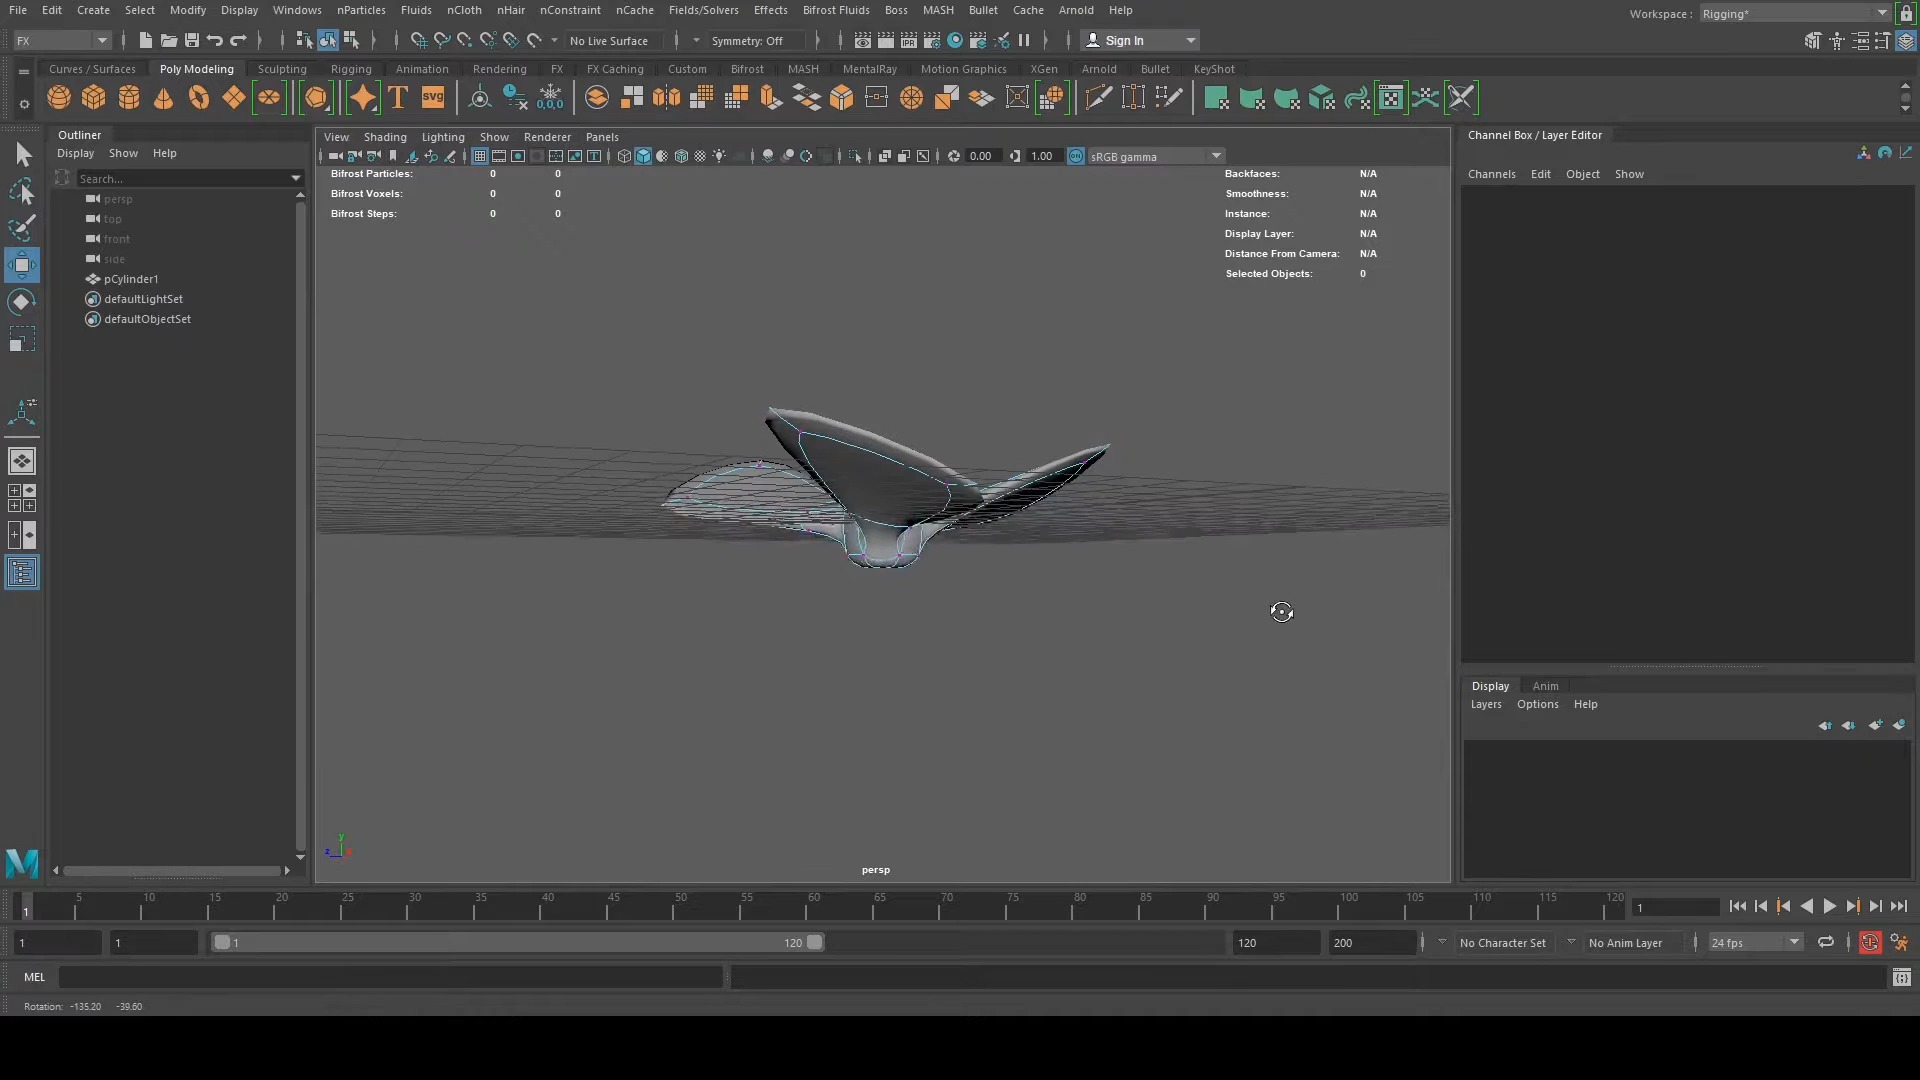 File Edit Create Select Modify Display Windows nParticles Fluids nCloth nHair nConstraint nCache Fields/Solvers Effects Bifrost Fluids Boss MASH Bullet Cache Arnold Help
Workspace : Rigging*
FX
No Live Surface
Symmetry: Off
Sign In
Curves / Surfaces Poly Modeling Sculpting Rigging Animation Rendering FX FX Caching Custom Bifrost MASH MentalRay Motion Graphics XGen Arnold Bullet KeyShot
T
svg
0,0,0
Outliner
Display Show Help
Search...
persp
top
front
side
pCylinder1
defaultLightSet
defaultObjectSet
View Shading Lighting Show Renderer Panels
0.00
1.00
sRGB gamma
Bifrost Particles: 0 0
Bifrost Voxels: 0 0
Bifrost Steps: 0 0
Backfaces: N/A
Smoothness: N/A
Instance: N/A
Display Layer: N/A
Distance From Camera: N/A
Selected Objects: 0
y
z
persp
Channel Box / Layer Editor
Channels Edit Object Show
Display Anim
Layers Options Help
M
1 5 10 15 20 25 30 35 40 45 50 55 60 65 70 75 80 85 90 95 100 105 110 115 120
1
1 1 1 120 120 200
No Character Set
No Anim Layer
24 fps
MEL
Rotation: -135.20 -39.60